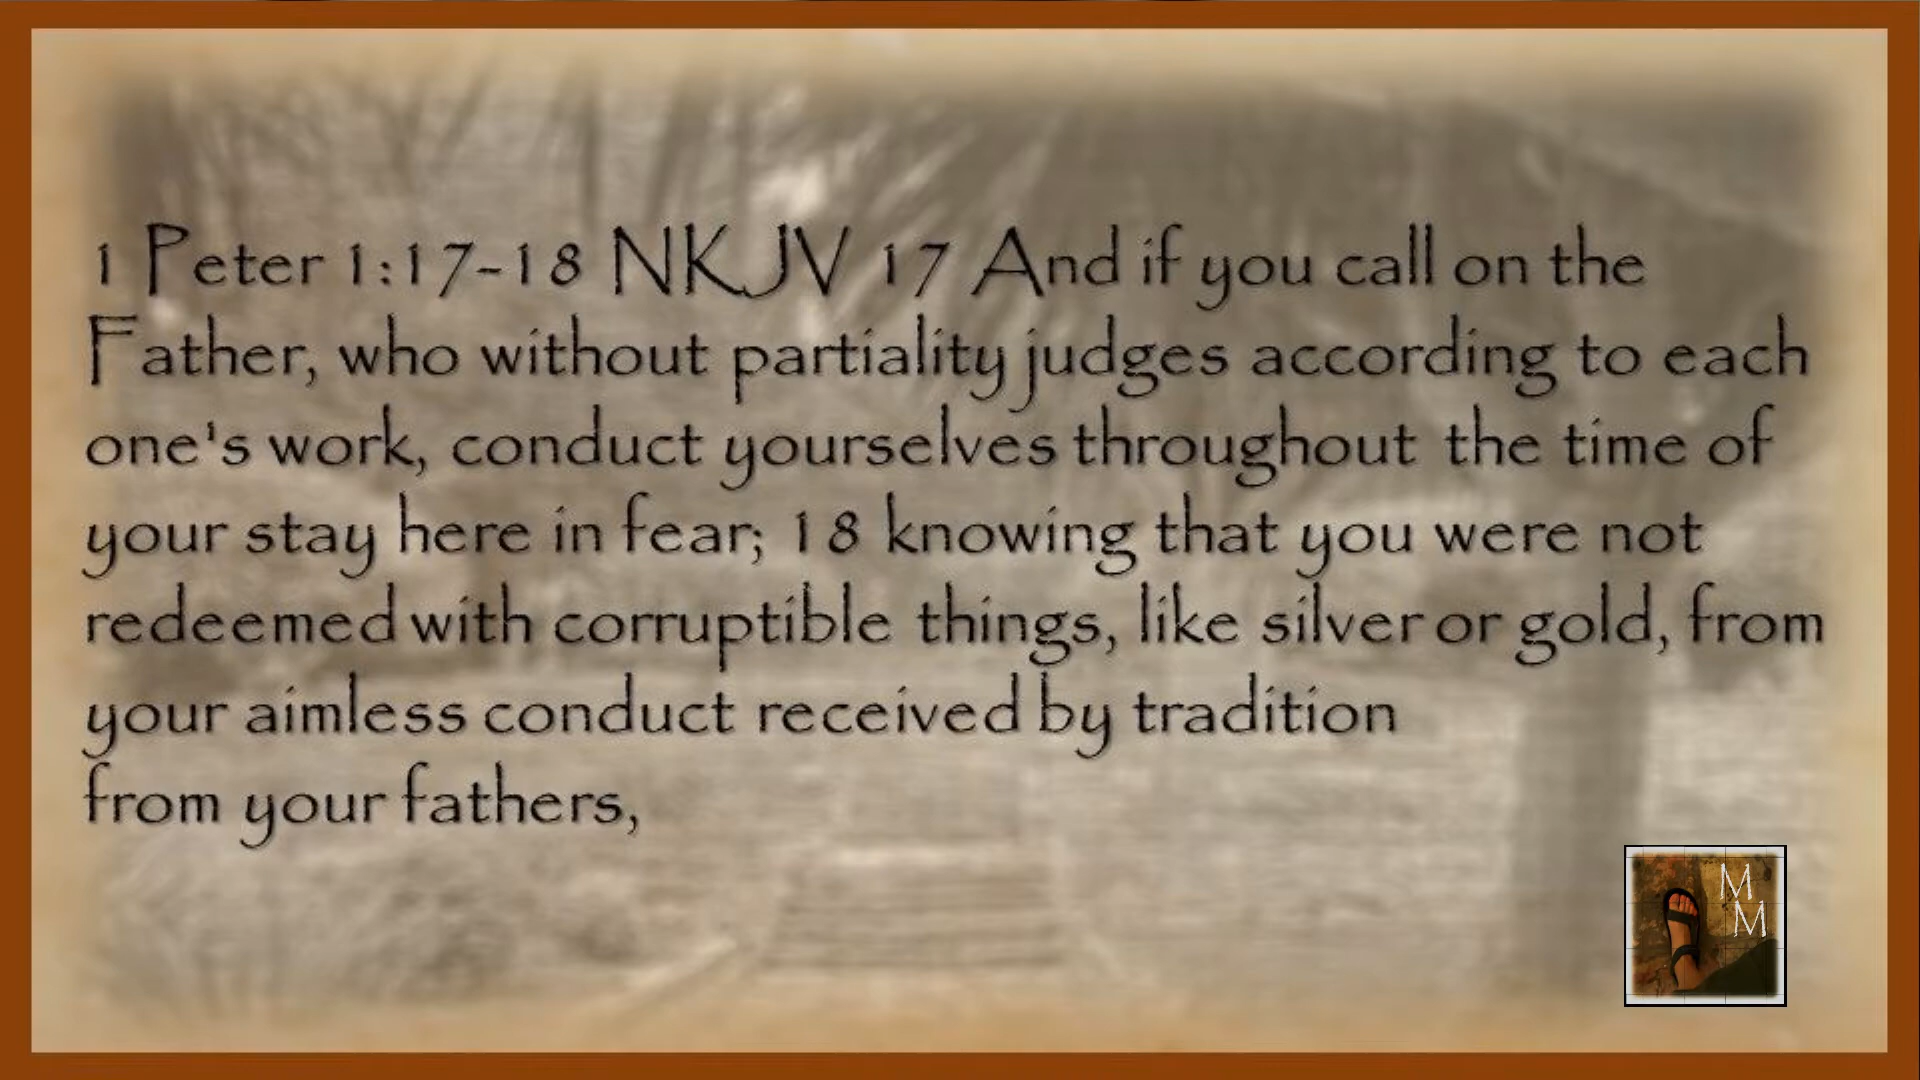 1 Peter 1:17-18 NKJV 17 And if you call on the
Father, who without partiality judges according to each
one's work, conduct yourselves throughout the time of
your stay here in fear; 18 knowing that you were not
redeemed with corruptible things, like silver or gold, from
your aimless conduct received by tradition
from your fathers,
M
M